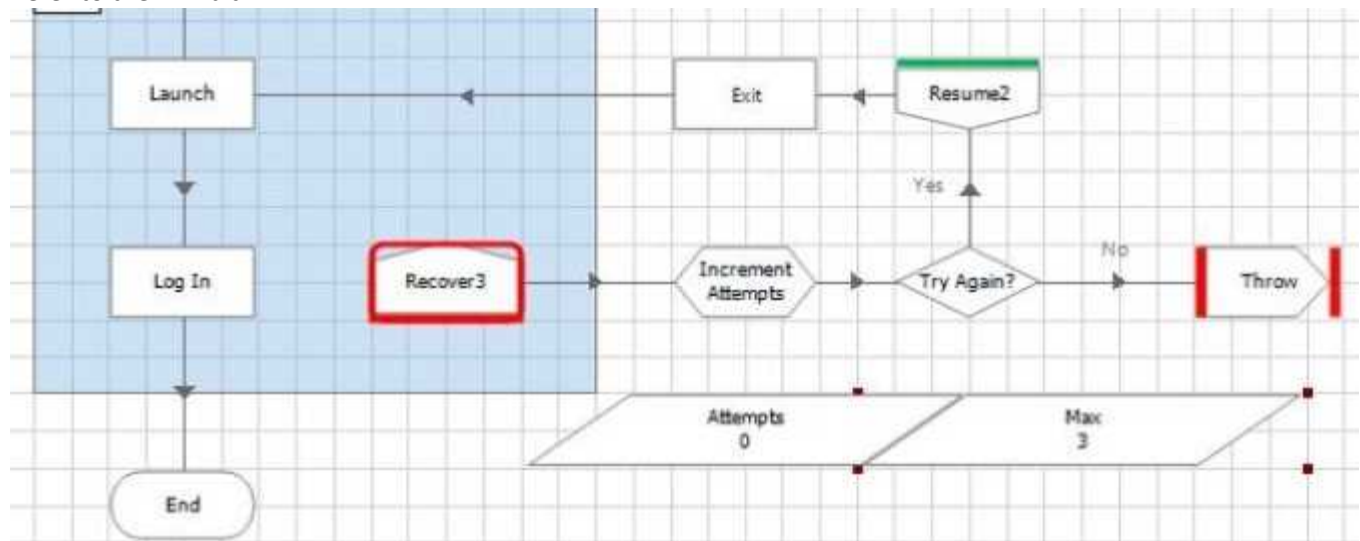 Launch
Exit
Resume2
Yes
Log In
Recover3
Increment
Attempts
Try Again?
No
Throw
Attempts
0
Max
3
End